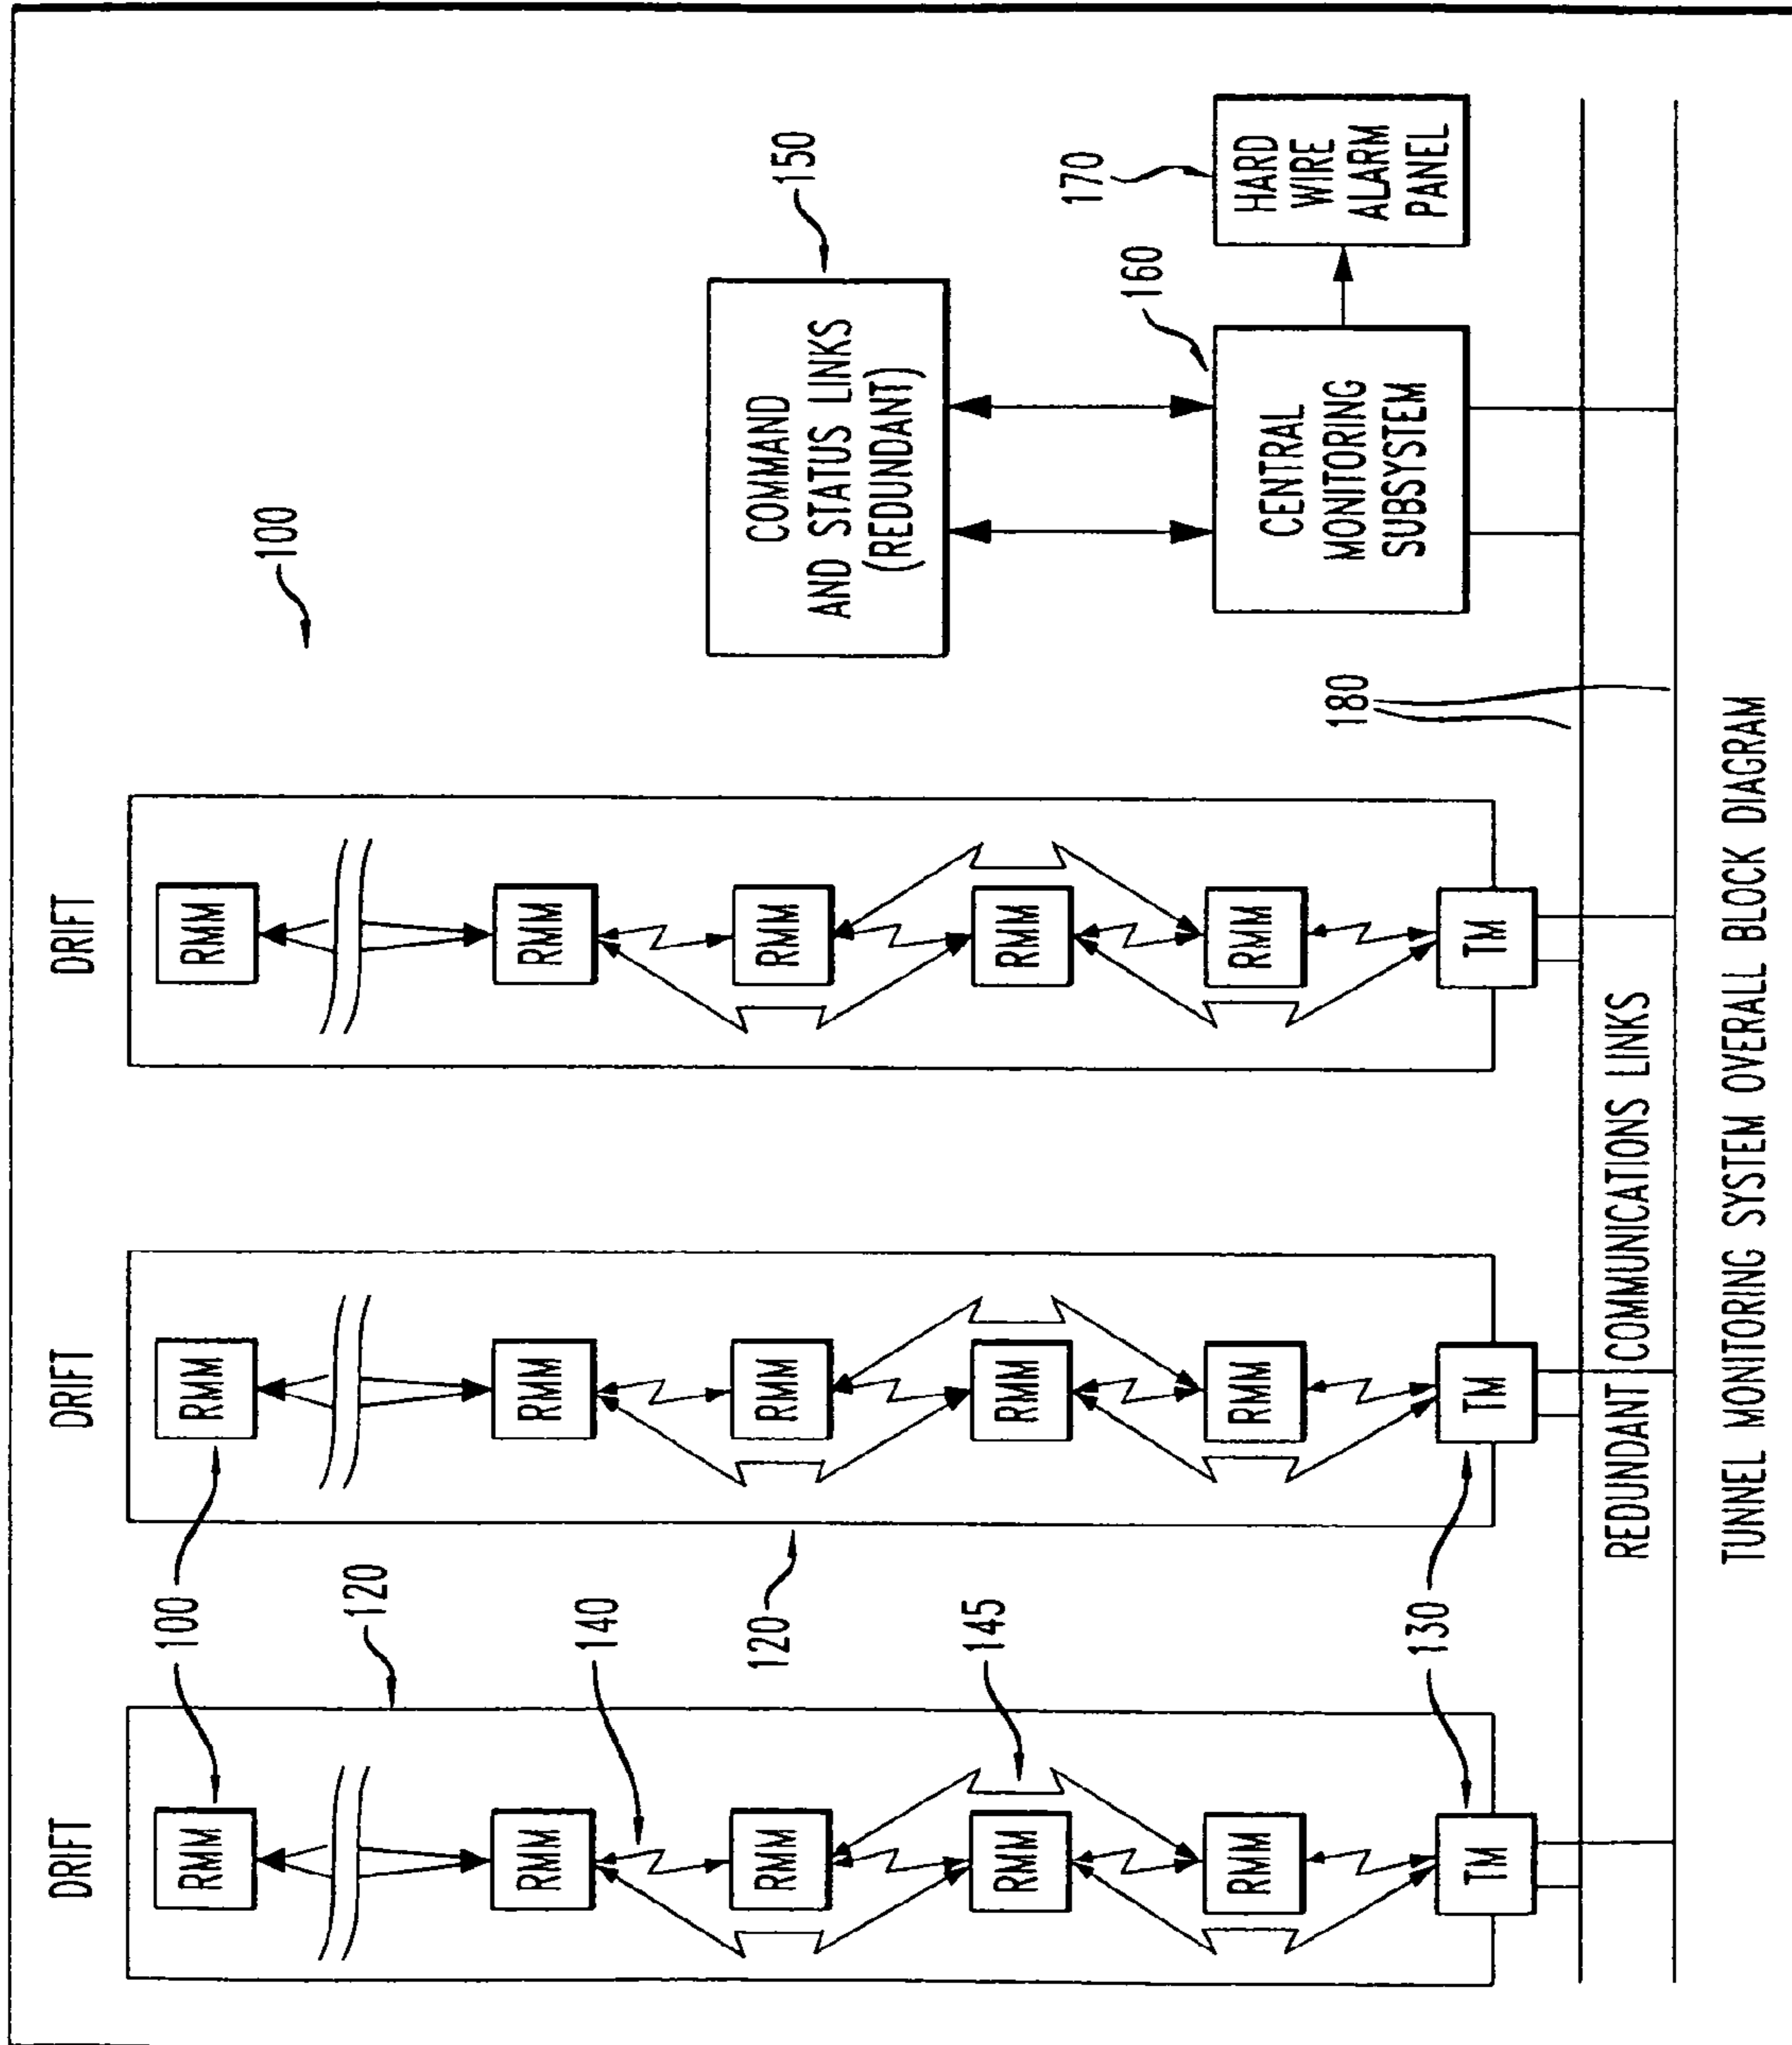 DRIFT
DRIFT
DRIFT
100
RMM
100
RMM
RMM
120
RMM
RMM
RMM
140
120
150
COMMAND
AND STATUS LINKS
(REDUNDANT)
RMM
RMM
RMM
145
RMM
RMM
RMM
170
160
HARD
WIRE
ALARM
PANEL
CENTRAL
MONITORING
SUBSYSTEM
RMM
RMM
RMM
130
TM
TM
TM
180
REDUNDANT COMMUNICATIONS LINKS
TUNNEL MONITORING SYSTEM OVERALL BLOCK DIAGRAM